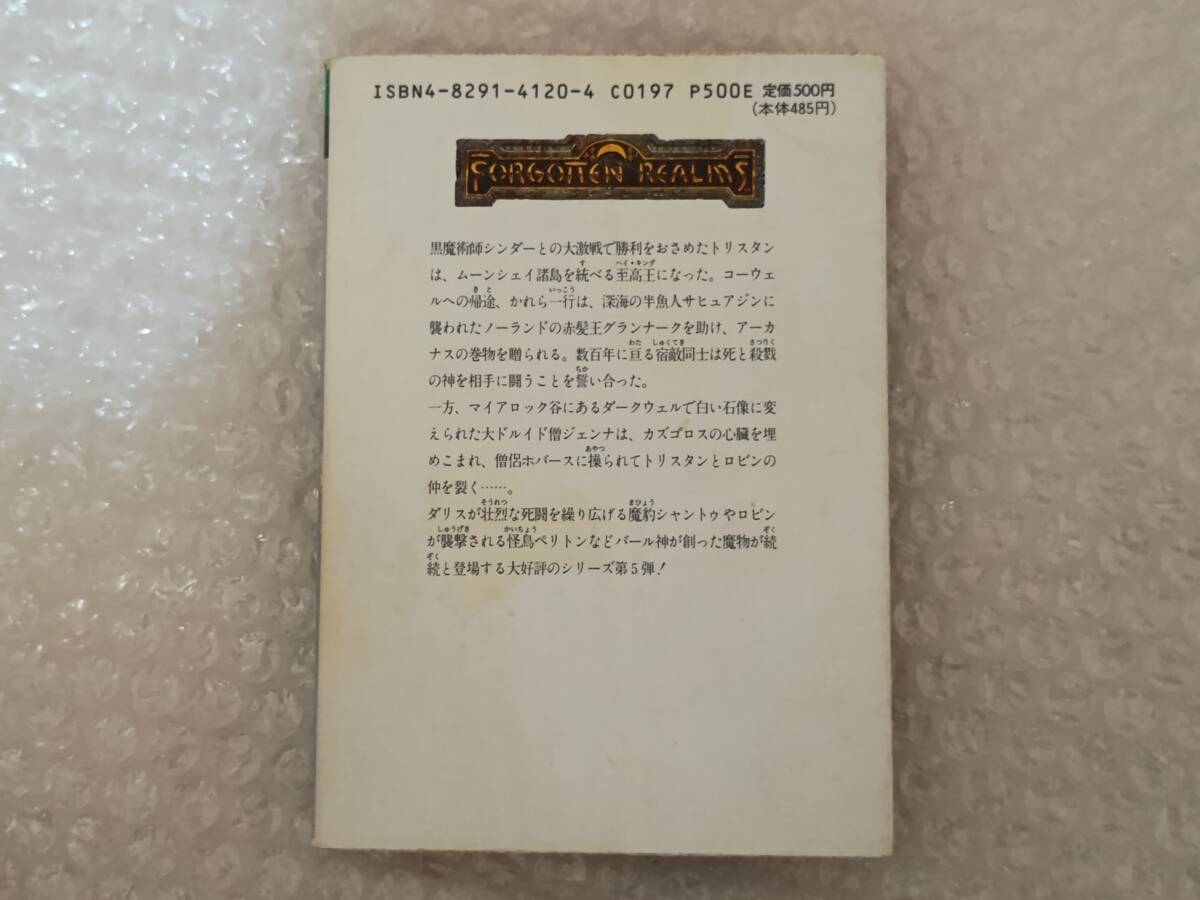 ISBN4-8291-4120-4 C0197 P500E 定価500円
(本体485円)
FORGOTTEN REALMS
黒魔術師シンダーとの大激戦で勝利をおさめたトリスタン
は、ムーンシェイ諸島を統べる至高王になった。コーウェ
ルへの帰途、かれら一行は、深海の半魚人サヒュアジンに
襲われたノーランドの赤髪王グランナークを助け、アーカ
ナスの巻物を贈られる。数百年に亘る宿敵同士は死と殺戮
の神を相手に闘うことを誓い合った。
一方、マイアロック谷にあるダークウェルで白い石像に変
えられた大ドルイド僧ジェンナは、カズゴロスの心臓を埋
めこまれ、僧侶ホバースに操られてトリスタンとロビンの
仲を裂く……。
ダリスが壮烈な死闘を繰り広げる魔豹シャントゥやロビン
が襲撃される怪鳥ペリトンなどバール神が創った魔物が続
続と登場する大好評のシリーズ第5弾!